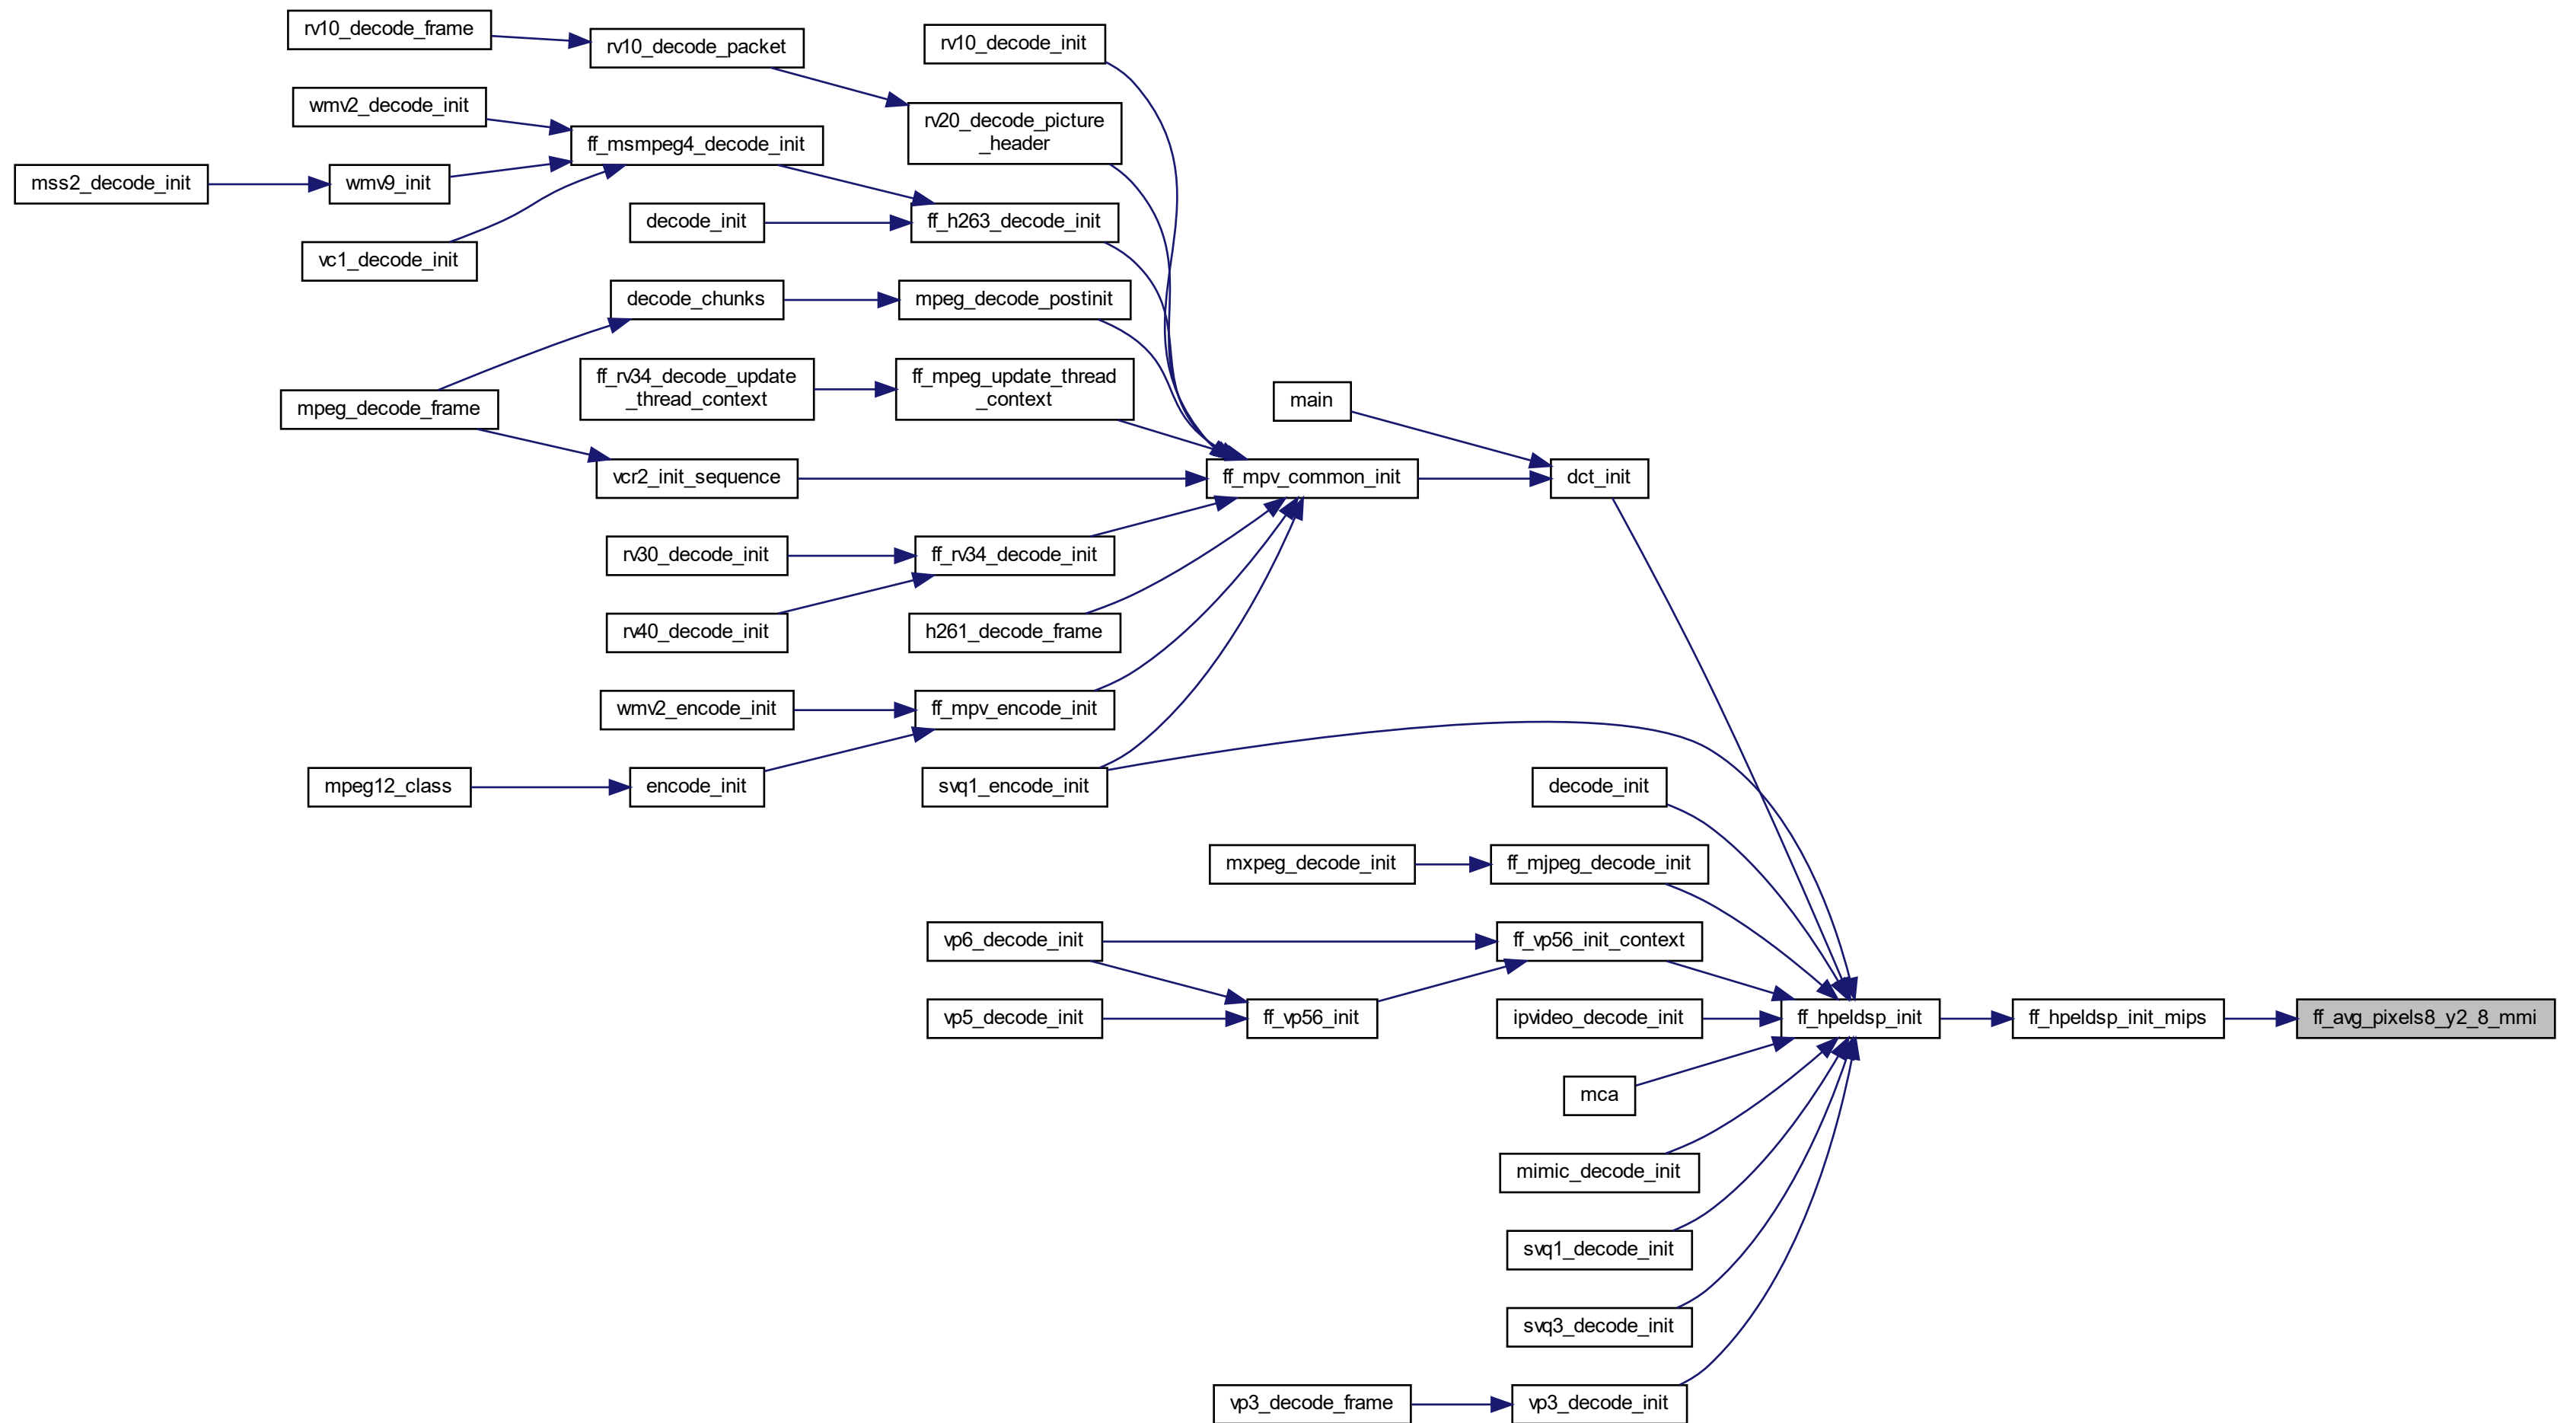 rv10_decode_frame
rv10_decode_packet
rv10_decode_init
wmv2_decode_init
rv20_decode_picture
_header
ff_msmpeg4_decode_init
mss2_decode_init
wmv9_init
decode_init
ff_h263_decode_init
vc1_decode_init
decode_chunks
mpeg_decode_postinit
ff_rv34_decode_update
_thread_context
ff_mpeg_update_thread
_context
main
mpeg_decode_frame
vcr2_init_sequence
ff_mpv_common_init
dct_init
rv30_decode_init
ff_rv34_decode_init
rv40_decode_init
h261_decode_frame
wmv2_encode_init
ff_mpv_encode_init
mpeg12_class
encode_init
svq1_encode_init
decode_init
mxpeg_decode_init
ff_mjpeg_decode_init
vp6_decode_init
ff_vp56_init_context
vp5_decode_init
ff_vp56_init
ipvideo_decode_init
ff_hpeldsp_init
ff_hpeldsp_init_mips
ff_avg_pixels8_y2_8_mmi
mca
mimic_decode_init
svq1_decode_init
svq3_decode_init
vp3_decode_frame
vp3_decode_init